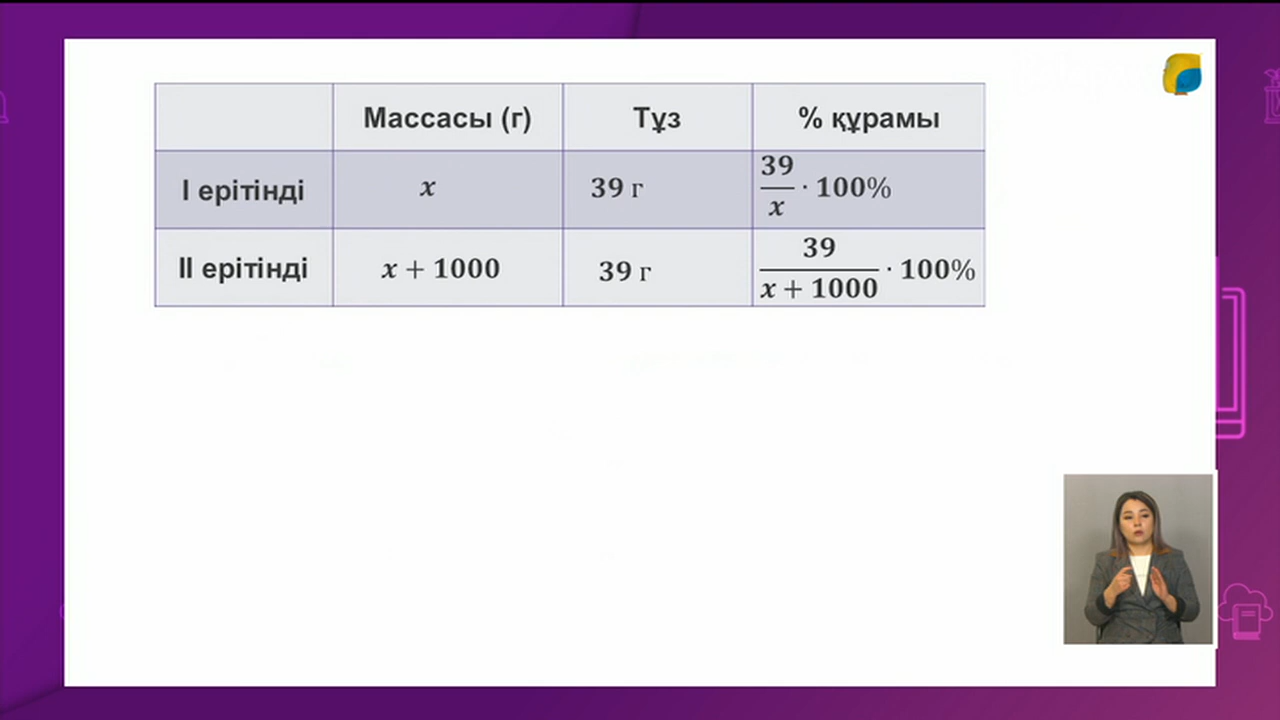 Массасы (г) Тұз % құрамы
I ерітінді x 39 г 39/x · 100%
II ерітінді x + 1000 39 г 39/(x + 1000) · 100%